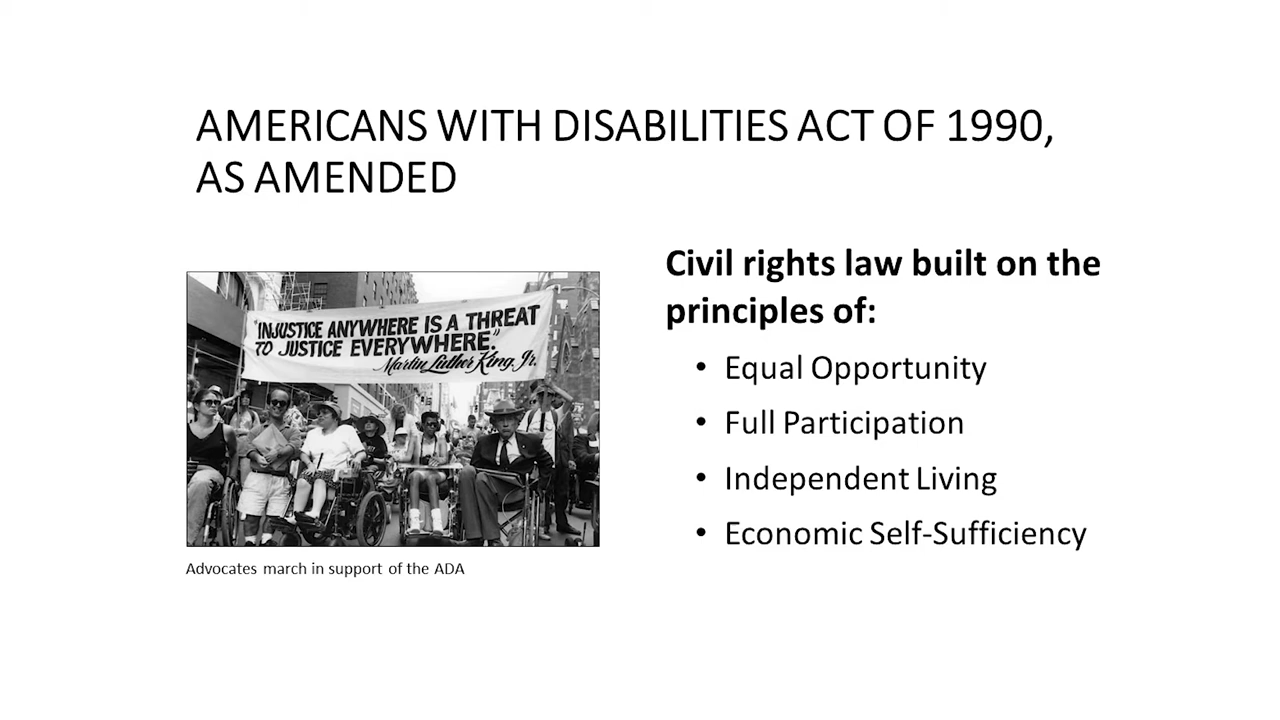 AMERICANS WITH DISABILITIES ACT OF 1990,
AS AMENDED
"INJUSTICE ANYWHERE IS A THREAT
TO JUSTICE EVERYWHERE."
Martin Luther King, Jr.
Advocates march in support of the ADA
Civil rights law built on the
principles of:
• Equal Opportunity
• Full Participation
• Independent Living
• Economic Self-Sufficiency